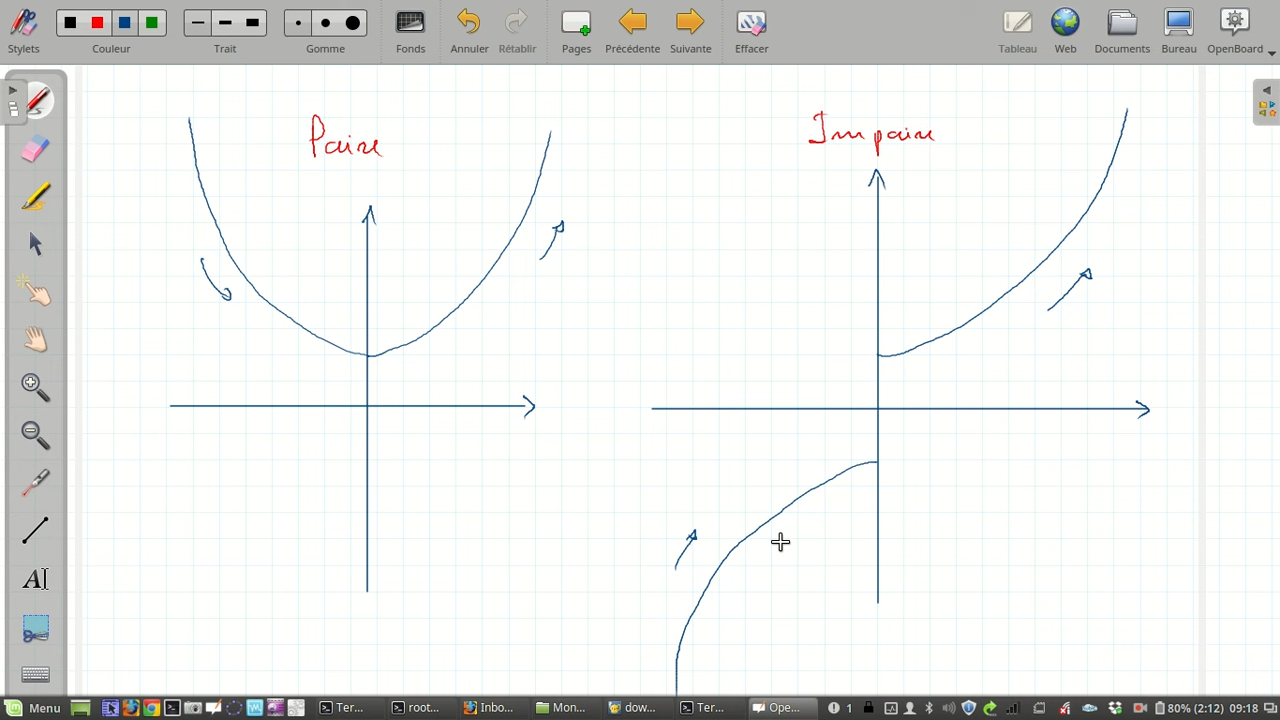 Stylets Couleur Trait Gomme Fonds Annuler Rétablir Pages Précédente Suivante Effacer Tableau Web Documents Bureau OpenBoard
Paire
Impaire
A
Menu Ter... root... Inbo... Mon... dow... Ter... Ope... 1 80% (2:12) 09:18